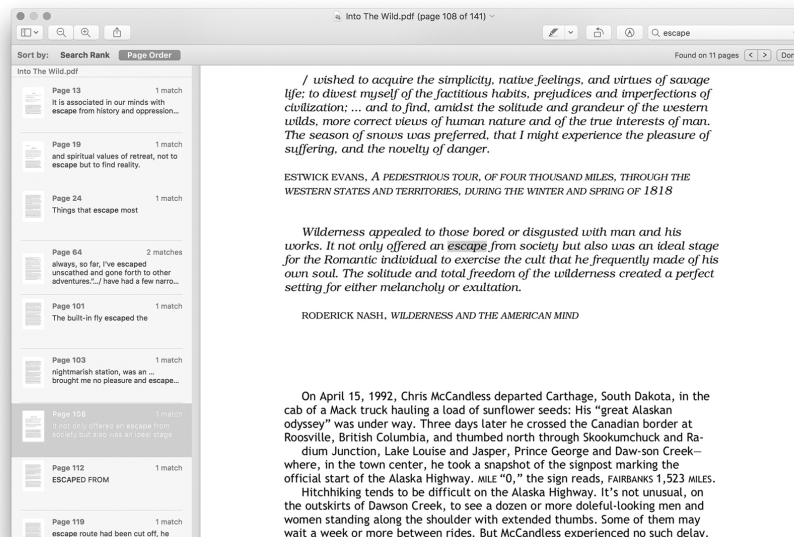 Into The Wild.pdf (page 108 of 141)
escape
Sort by: Search Rank Page Order
Found on 11 pages < >
Into The Wild.pdf
Page 13 1 match
It is associated in our minds with
escape from history and oppression...
Page 19 1 match
and spiritual values of retreat, not to
escape but to find reality.
Page 24 1 match
Things that escape most
Page 64 2 matches
always, so far, I've escaped
unscathed and gone forth to other
adventures."../ have had a few narro...
Page 101 1 match
The built-in fly escaped the
Page 103 1 match
nightmarish station, was an ...
brought me no pleasure and escape...
Page 108 1 match
It not only offered an escape from
society but also was an ideal stage
Page 112 1 match
ESCAPED FROM
Page 119 1 match
escape route had been cut off, he
/ wished to acquire the simplicity, native feelings, and virtues of savage
life; to divest myself of the factitious habits, prejudices and imperfections of
civilization; ... and to find, amidst the solitude and grandeur of the western
wilds, more correct views of human nature and of the true interests of man.
The season of snows was preferred, that I might experience the pleasure of
suffering, and the novelty of danger.
ESTWICK EVANS, A PEDESTRIOUS TOUR, OF FOUR THOUSAND MILES, THROUGH THE
WESTERN STATES AND TERRITORIES, DURING THE WINTER AND SPRING OF 1818
Wilderness appealed to those bored or disgusted with man and his
works. It not only offered an escape from society but also was an ideal stage
for the Romantic individual to exercise the cult that he frequently made of his
own soul. The solitude and total freedom of the wilderness created a perfect
setting for either melancholy or exultation.
RODERICK NASH, WILDERNESS AND THE AMERICAN MIND
On April 15, 1992, Chris McCandless departed Carthage, South Dakota, in the
cab of a Mack truck hauling a load of sunflower seeds: His “great Alaskan
odyssey” was under way. Three days later he crossed the Canadian border at
Roosville, British Columbia, and thumbed north through Skookumchuck and Ra-
dium Junction, Lake Louise and Jasper, Prince George and Daw-son Creek—
where, in the town center, he took a snapshot of the signpost marking the
official start of the Alaska Highway. MILE “0,” the sign reads, FAIRBANKS 1,523 MILES.
Hitchhiking tends to be difficult on the Alaska Highway. It’s not unusual, on
the outskirts of Dawson Creek, to see a dozen or more doleful-looking men and
women standing along the shoulder with extended thumbs. Some of them may
wait a week or more between rides. But McCandless experienced no such delay.